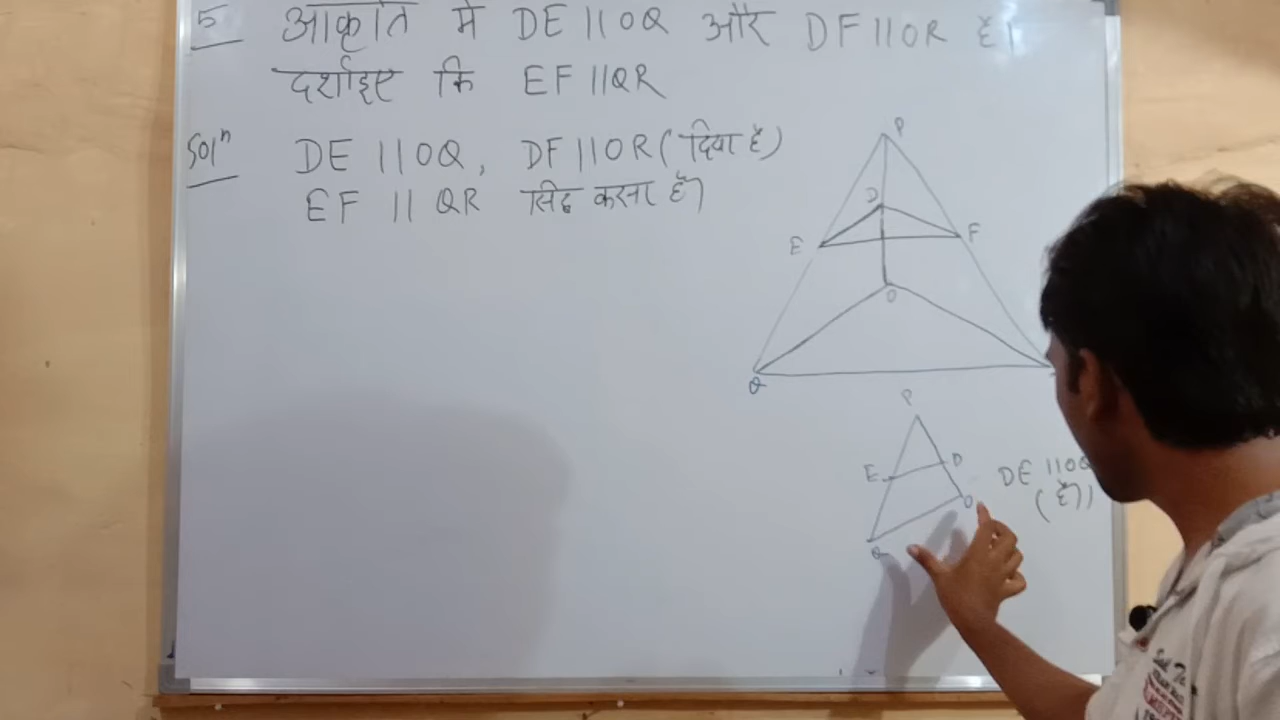 5 आकृति में DE || OQ और DF || OR है।
दर्शाइए कि EF || QR
Solⁿ DE || OQ, DF || OR (दिया है)
EF || QR सिद्ध करना है।
P
D
E F
O
Q
P
E D
O
Q
DE || OQ
(है)